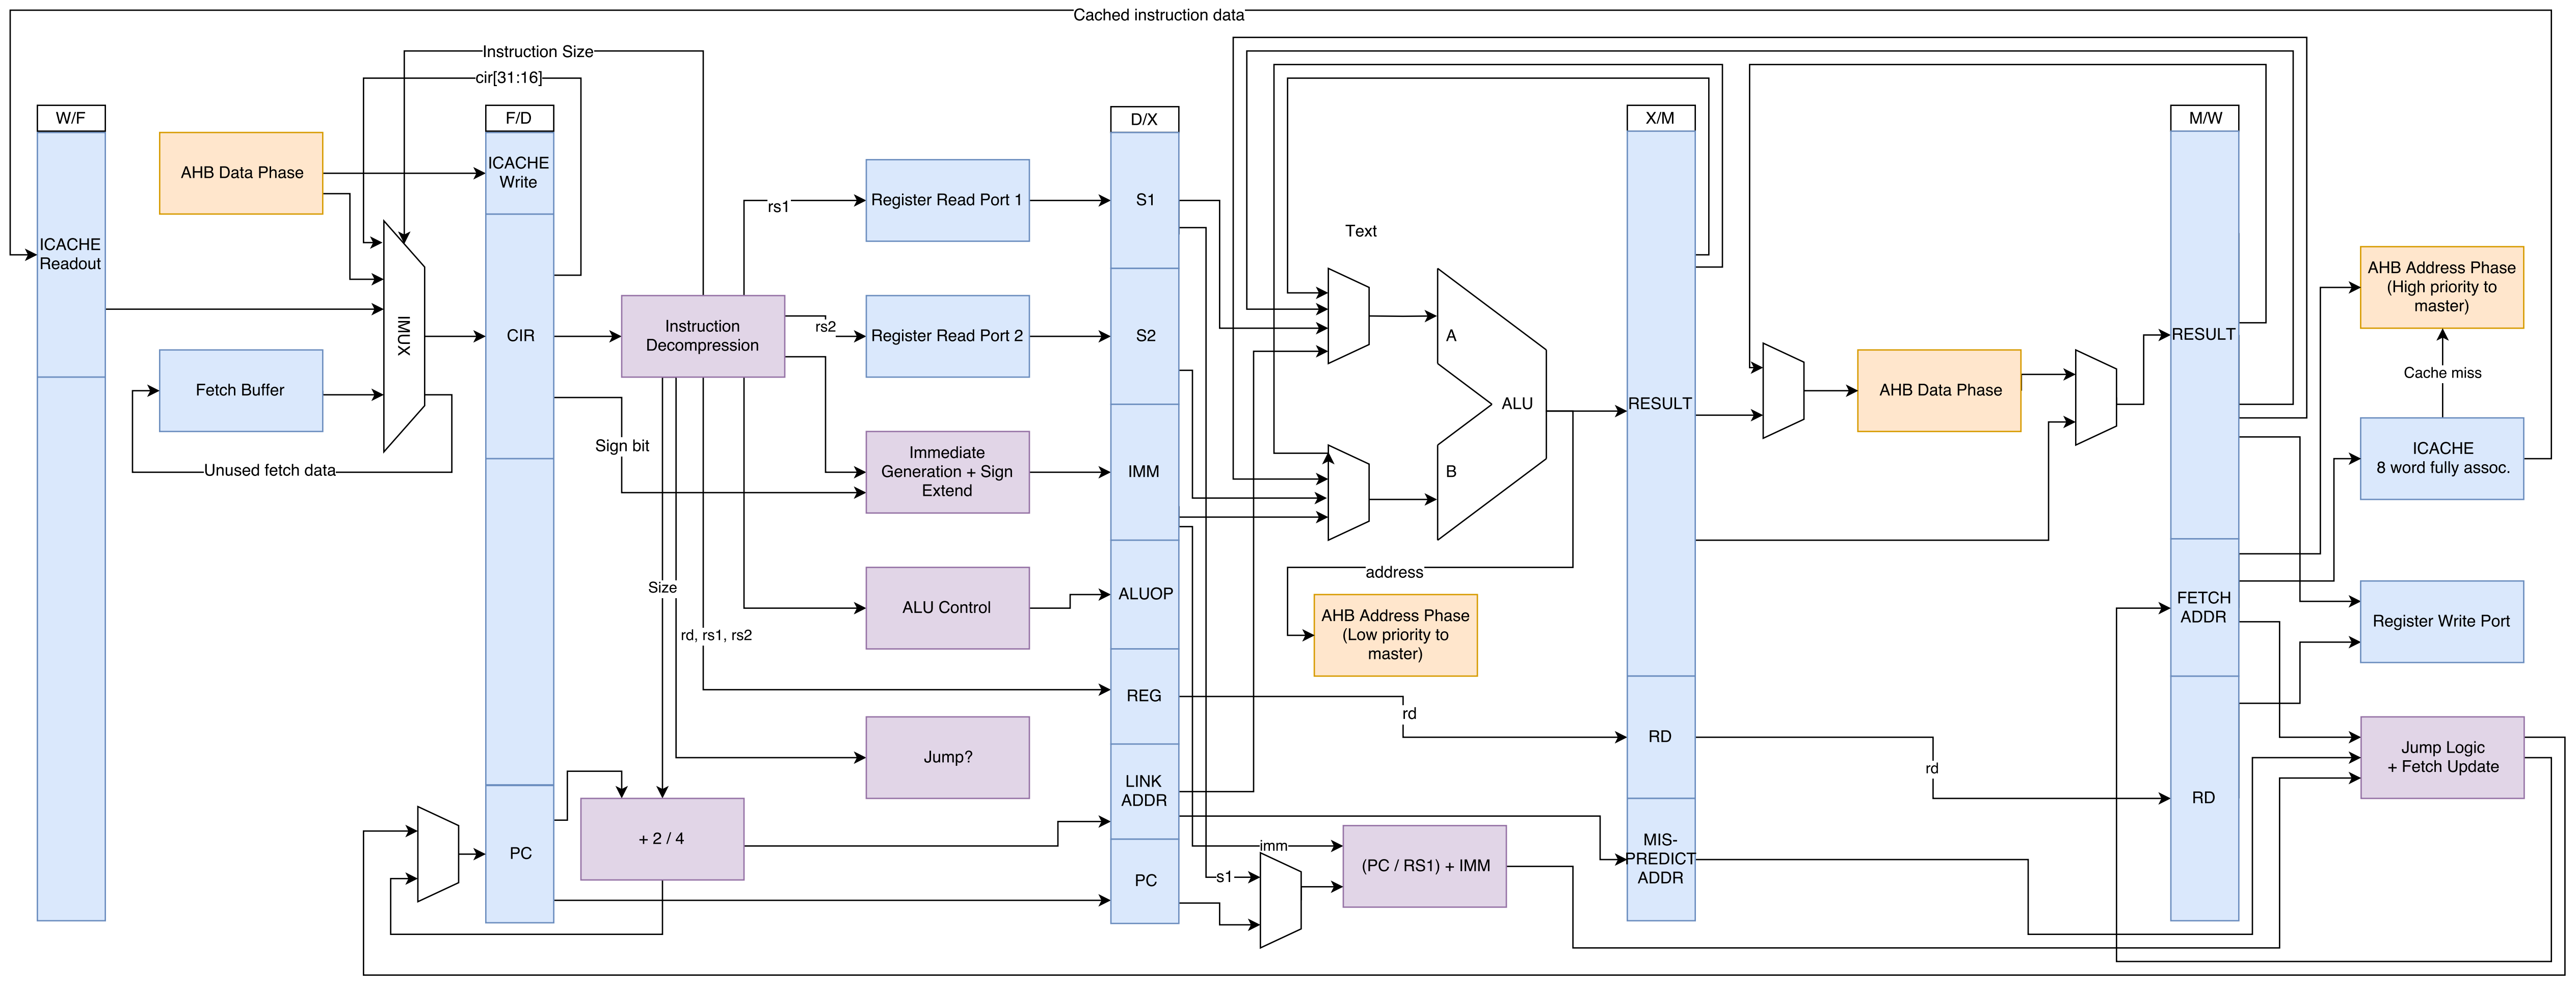 Cached instruction data
Instruction Size
cir[31:16]
W/F
F/D
D/X
X/M
M/W
AHB Data Phase
ICACHE
Write
ICACHE
Readout
IMUX
CIR
Fetch Buffer
Unused fetch data
Instruction
Decompression
rs1
rs2
Register Read Port 1
Register Read Port 2
Sign bit
Immediate
Generation + Sign
Extend
Size
rd, rs1, rs2
ALU Control
Jump?
+ 2 / 4
PC
S1
S2
IMM
ALUOP
REG
LINK
ADDR
PC
Text
A
B
ALU
address
AHB Address Phase
(Low priority to
master)
rd
imm
s1
(PC / RS1) + IMM
RESULT
RD
MIS-
PREDICT
ADDR
AHB Data Phase
rd
RESULT
FETCH
ADDR
RD
AHB Address Phase
(High priority to
master)
Cache miss
ICACHE
8 word fully assoc.
Register Write Port
Jump Logic
+ Fetch Update